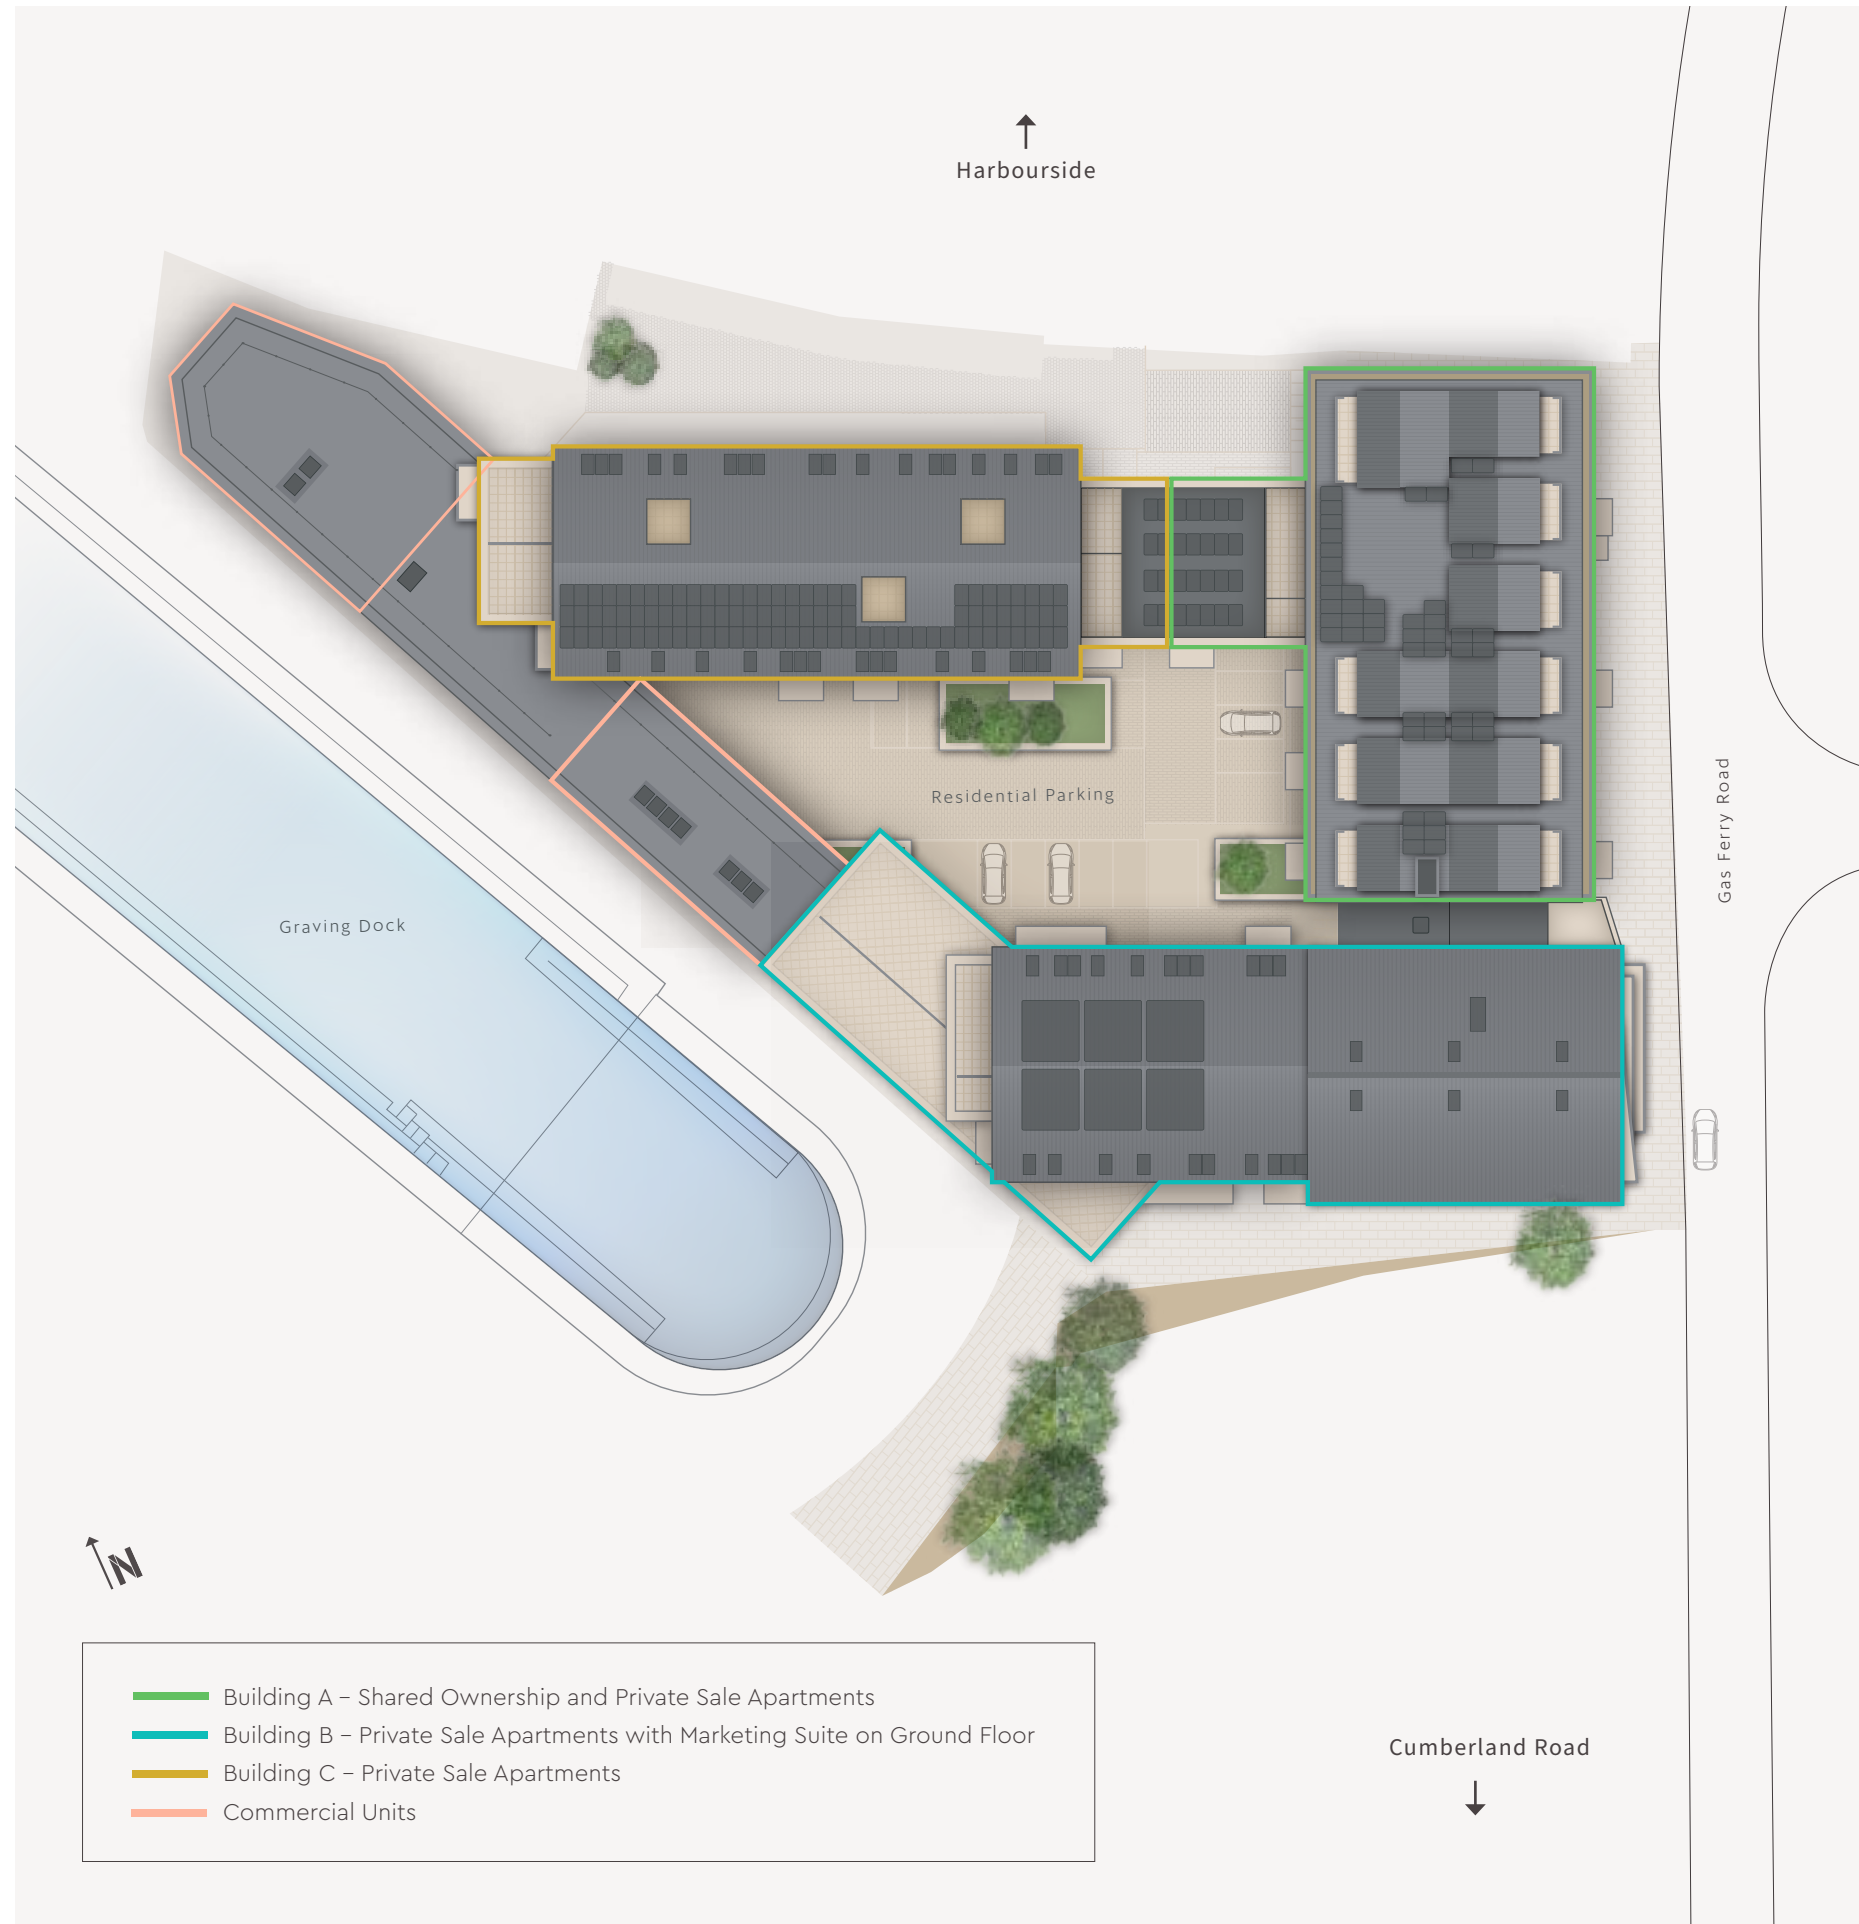 Harbourside
Residential Parking
Gas Ferry Road
Graving Dock
N
Building A – Shared Ownership and Private Sale Apartments
Building B – Private Sale Apartments with Marketing Suite on Ground Floor
Building C – Private Sale Apartments
Commercial Units
Cumberland Road